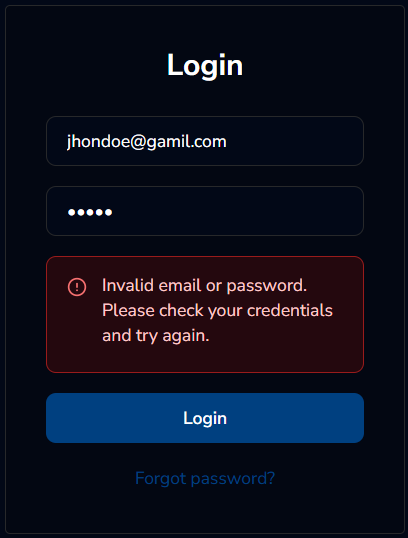 Login
jhondoe@gamil.com
•••••
Invalid email or password.
Please check your credentials
and try again.
Login
Forgot password?